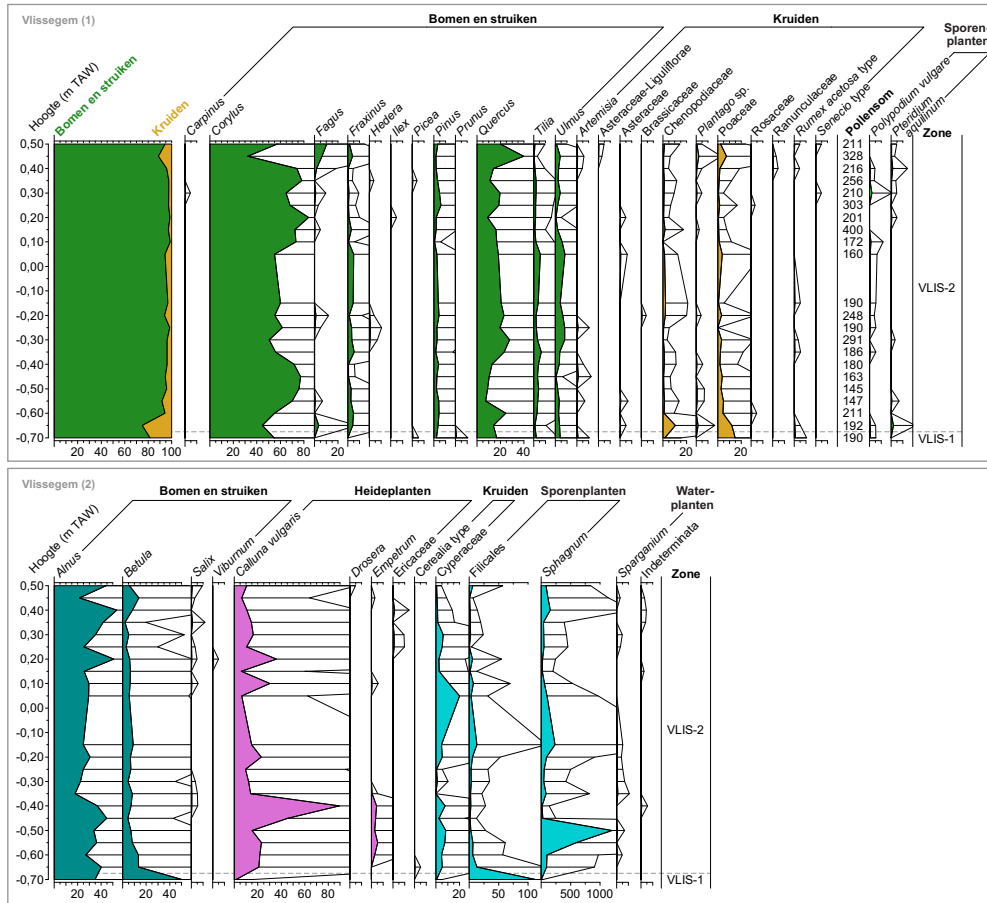 Vlissegem (1)
Bomen en struiken
Kruiden
Sporen-
planten
Hoogte (m TAW)
Bomen en struiken
Kruiden
Carpinus
Corylus
Fagus
Fraxinus
Hedera
Ilex
Picea
Pinus
Prunus
Quercus
Tilia
Ulmus
Artemisia
Asteraceae-Liguliflorae
Asteraceae
Brassicaceae
Chenopodiaceae
Plantago sp.
Poaceae
Rosaceae
Ranunculaceae
Rumex acetosa type
Senecio type
Pollensom
Polypodium vulgare
Pteridium
aquilinum
Zone
0,50
0,40
0,30
0,20
0,10
0,00
-0,10
-0,20
-0,30
-0,40
-0,50
-0,60
-0,70
211
328
216
256
210
303
201
400
172
160
190
248
190
291
186
180
163
145
147
211
192
190
VLIS-2
VLIS-1
20 40 60 80 100
20 40 60 80
20
20 40
20
20
Vlissegem (2)
Bomen en struiken
Heideplanten
Kruiden
Sporenplanten
Water-
planten
Hoogte (m TAW)
Alnus
Betula
Salix
Viburnum
Calluna vulgaris
Drosera
Empetrum
Ericaceae
Cerealia type
Cyperaceae
Filicales
Sphagnum
Sparganium
Indeterminata
Zone
0,50
0,40
0,30
0,20
0,10
0,00
-0,10
-0,20
-0,30
-0,40
-0,50
-0,60
-0,70
VLIS-2
VLIS-1
20 40
20 40
20 40 60 80
20
50 100
500 1000